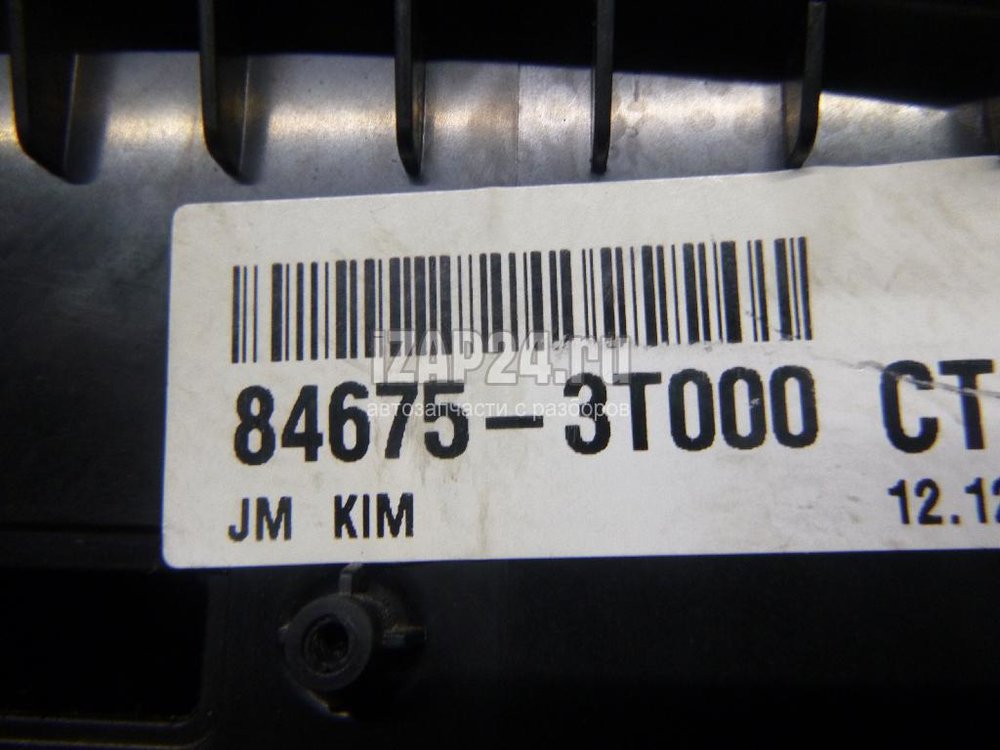 iZAP24.ru
84675-3T000 CT
автозапчасти с разборов
JM KIM
12.12